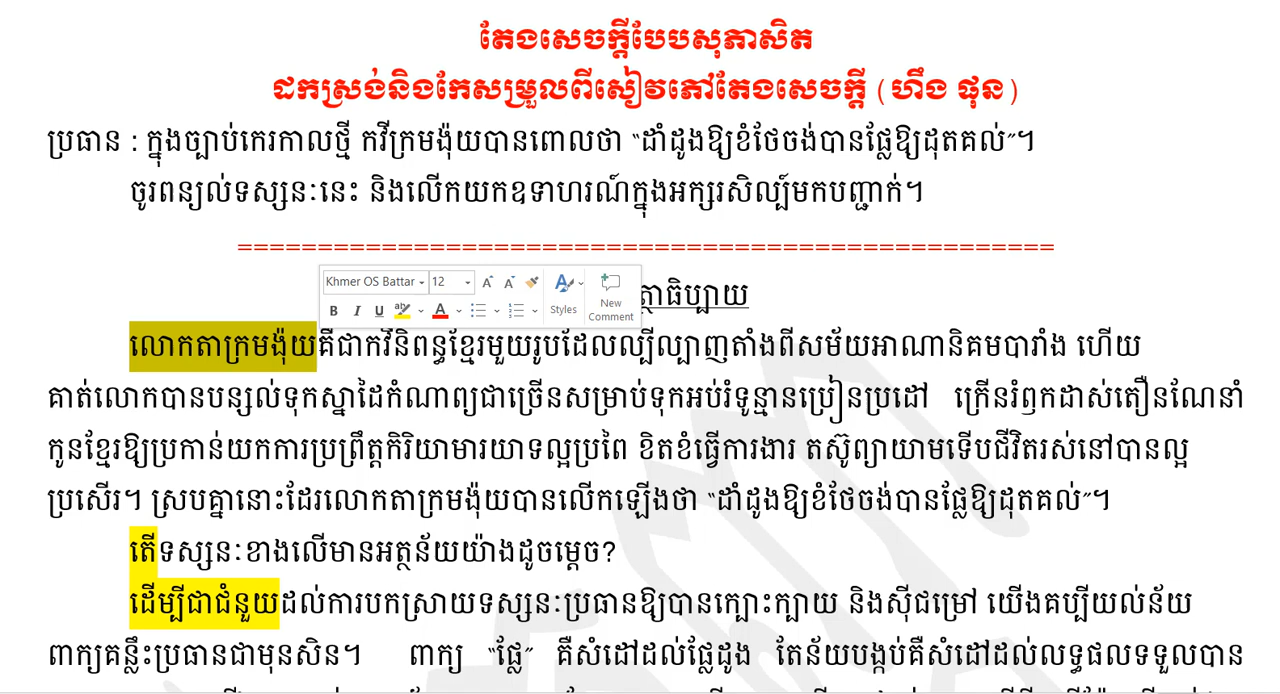 តែងសេចក្តីបែបសុភាសិត
ដកស្រង់និងកែសម្រួលពីសៀវភៅតែងសេចក្តី (ហឹង ផុន)
ប្រធាន : ក្នុងច្បាប់កេរកាលថ្មី កវីក្រមង៉ុយបានពោលថា “ដាំដូងឱ្យខំថែចង់បានផ្លែឱ្យដុតគល់”។
ចូរពន្យល់ទស្សនៈនេះ និងលើកយកឧទាហរណ៍ក្នុងអក្សរសិល្ប៍មកបញ្ជាក់។
===================================================
Khmer OS Battar 12
ត្ថាធិប្បាយ
B I U Styles New Comment
លោកតាក្រមង៉ុយគឺជាកវីនិពន្ធខ្មែរមួយរូបដែលល្បីល្បាញតាំងពីសម័យអាណានិគមបារាំង ហើយ
គាត់លោកបានបន្សល់ទុកស្នាដៃកំណាព្យជាច្រើនសម្រាប់ទុកអប់រំទូន្មានប្រៀនប្រដៅ ក្រើនរំឭកដាស់តឿនណែនាំ
កូនខ្មែរឱ្យប្រកាន់យកការប្រព្រឹត្តកិរិយាមារយាទល្អប្រពៃ ខិតខំធ្វើការងារ តស៊ូព្យាយាមទើបជីវិតរស់នៅបានល្អ
ប្រសើរ។ ស្របគ្នានោះដែរលោកតាក្រមង៉ុយបានលើកឡើងថា “ដាំដូងឱ្យខំថែចង់បានផ្លែឱ្យដុតគល់”។
តើទស្សនៈខាងលើមានអត្ថន័យយ៉ាងដូចម្តេច?
ដើម្បីជាជំនួយដល់ការបកស្រាយទស្សនៈប្រធានឱ្យបានក្បោះក្បាយ និងស៊ីជម្រៅ យើងគប្បីយល់ន័យ
ពាក្យគន្លឹះប្រធានជាមុនសិន។ ពាក្យ “ផ្លែ” គឺសំដៅដល់ផ្លែដូង តែន័យបង្កប់គឺសំដៅដល់លទ្ធផលទទួលបាន